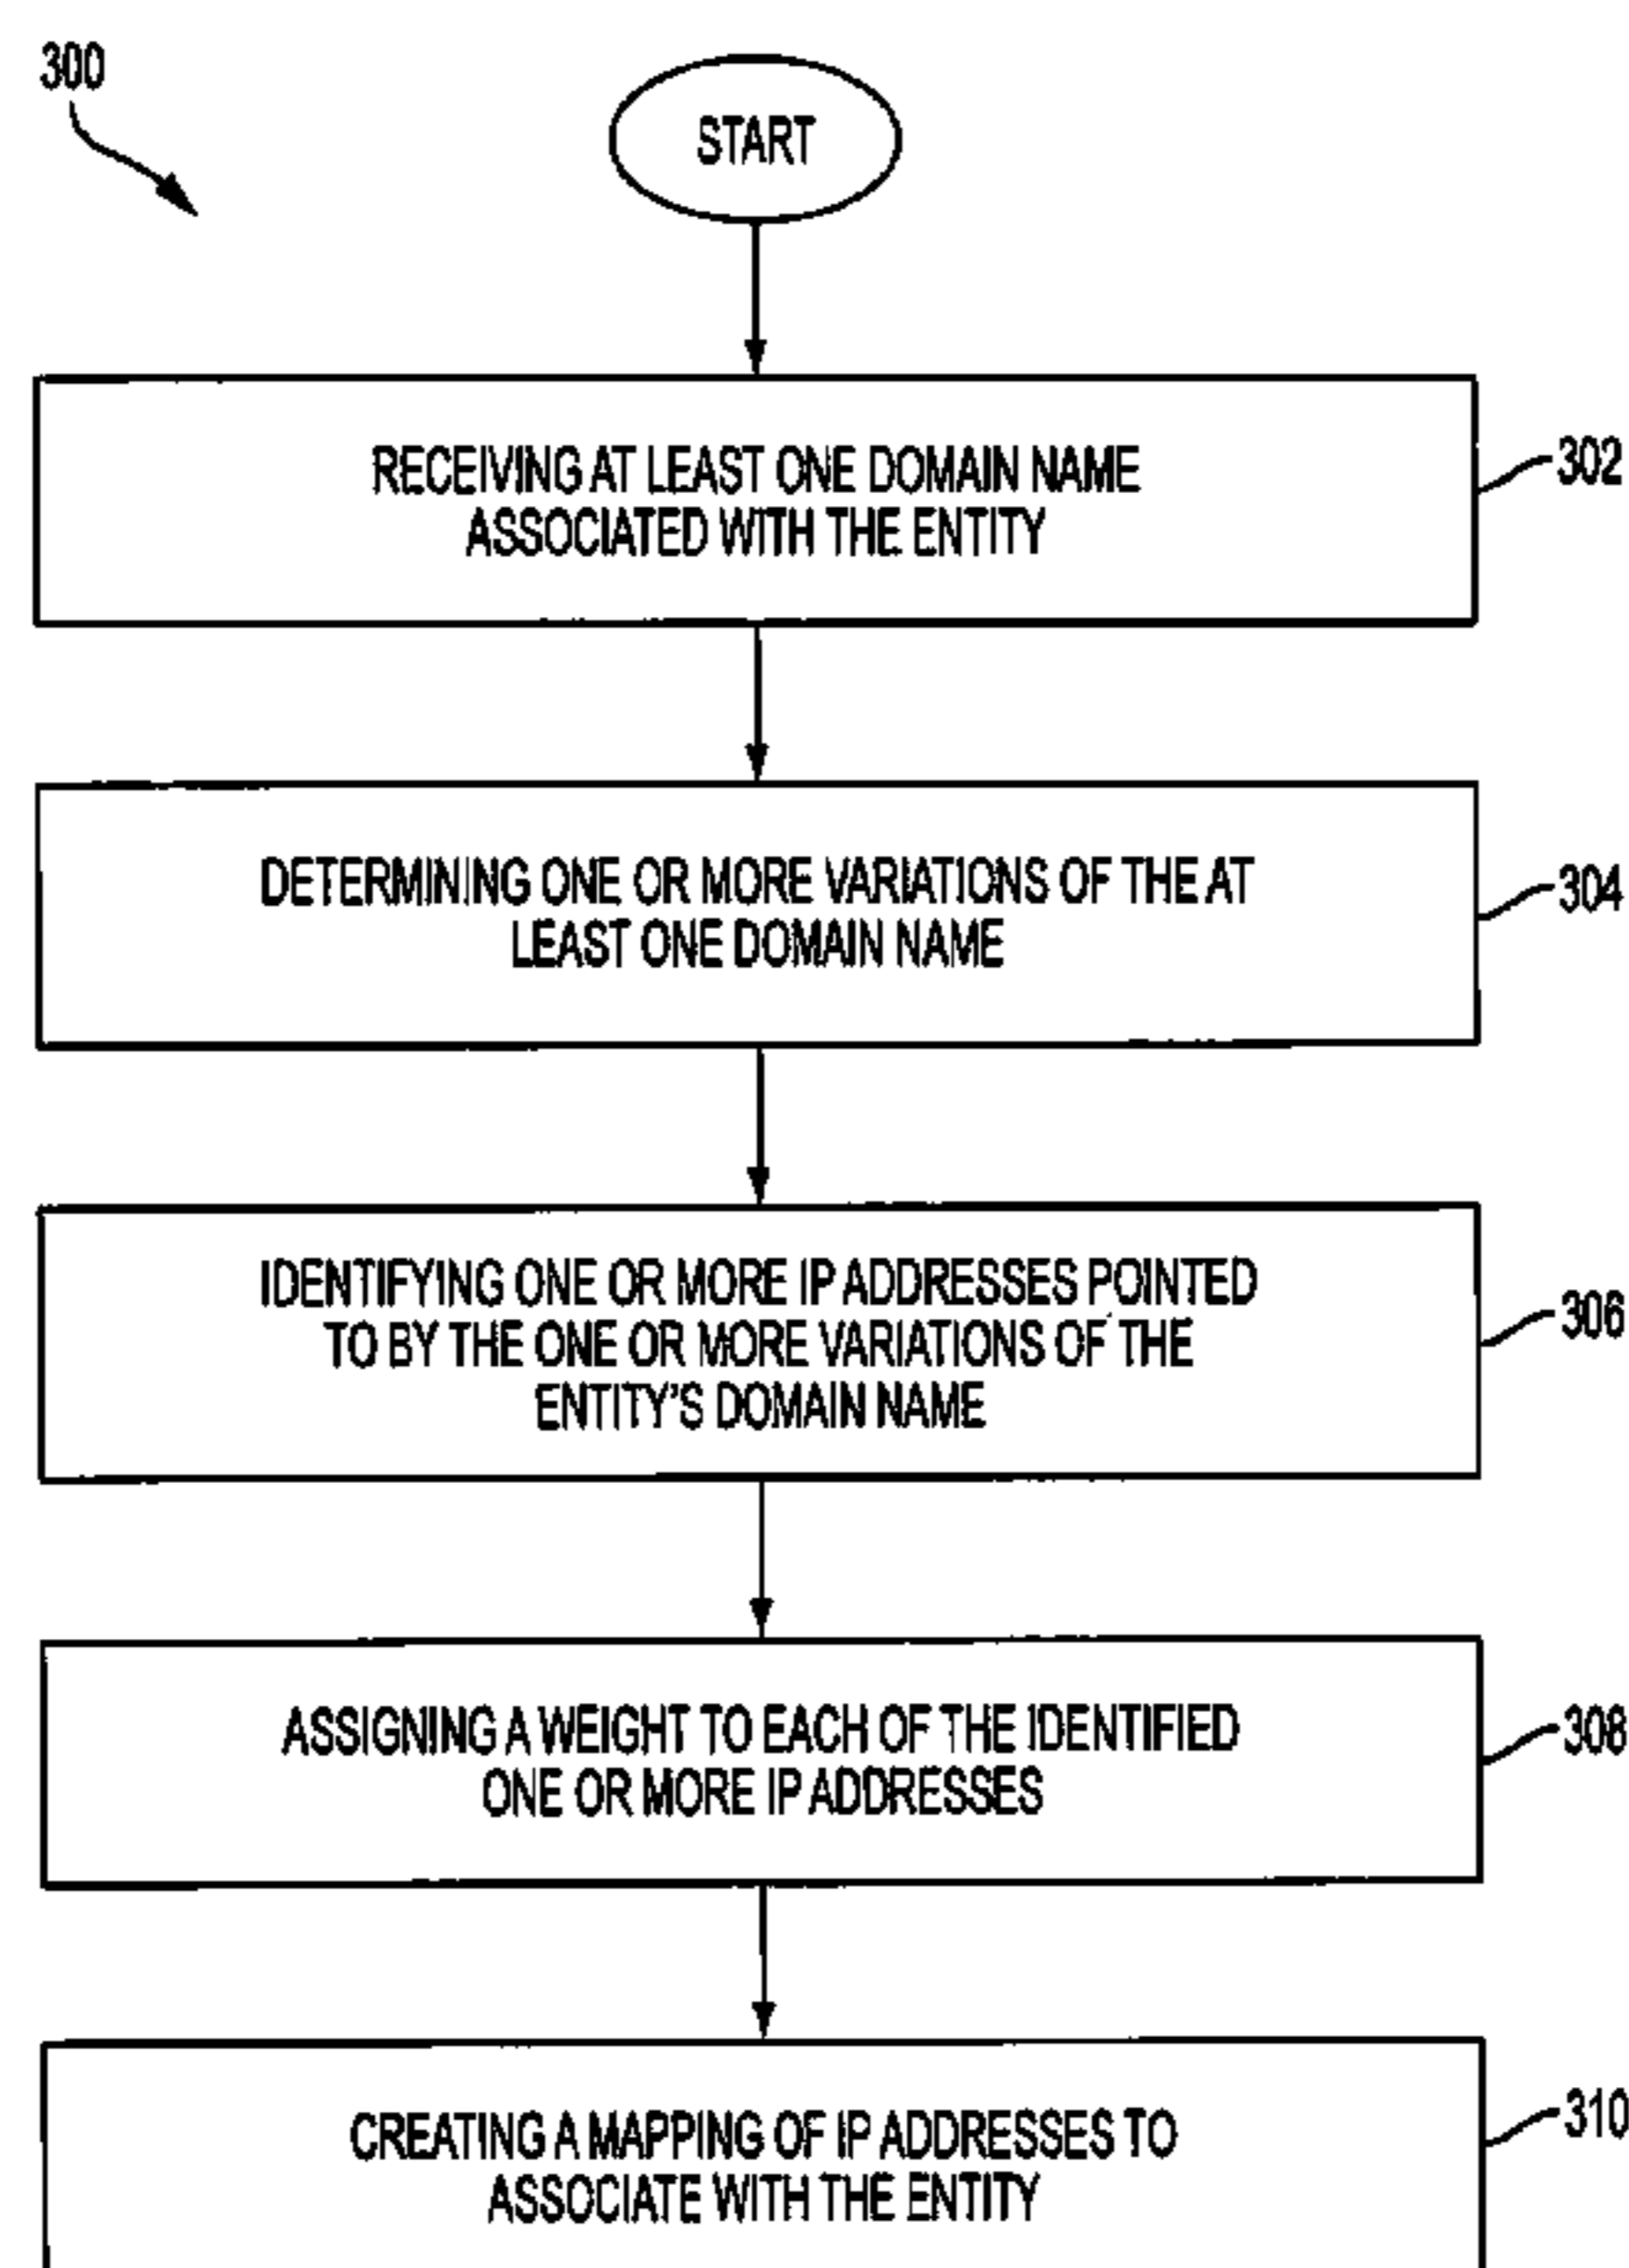 300
START
RECEIVING AT LEAST ONE DOMAIN NAME
ASSOCIATED WITH THE ENTITY
302
DETERMINING ONE OR MORE VARIATIONS OF THE AT
LEAST ONE DOMAIN NAME
304
IDENTIFYING ONE OR MORE IP ADDRESSES POINTED
TO BY THE ONE OR MORE VARIATIONS OF THE
ENTITY'S DOMAIN NAME
306
ASSIGNING A WEIGHT TO EACH OF THE IDENTIFIED
ONE OR MORE IP ADDRESSES
308
CREATING A MAPPING OF IP ADDRESSES TO
ASSOCIATE WITH THE ENTITY
310